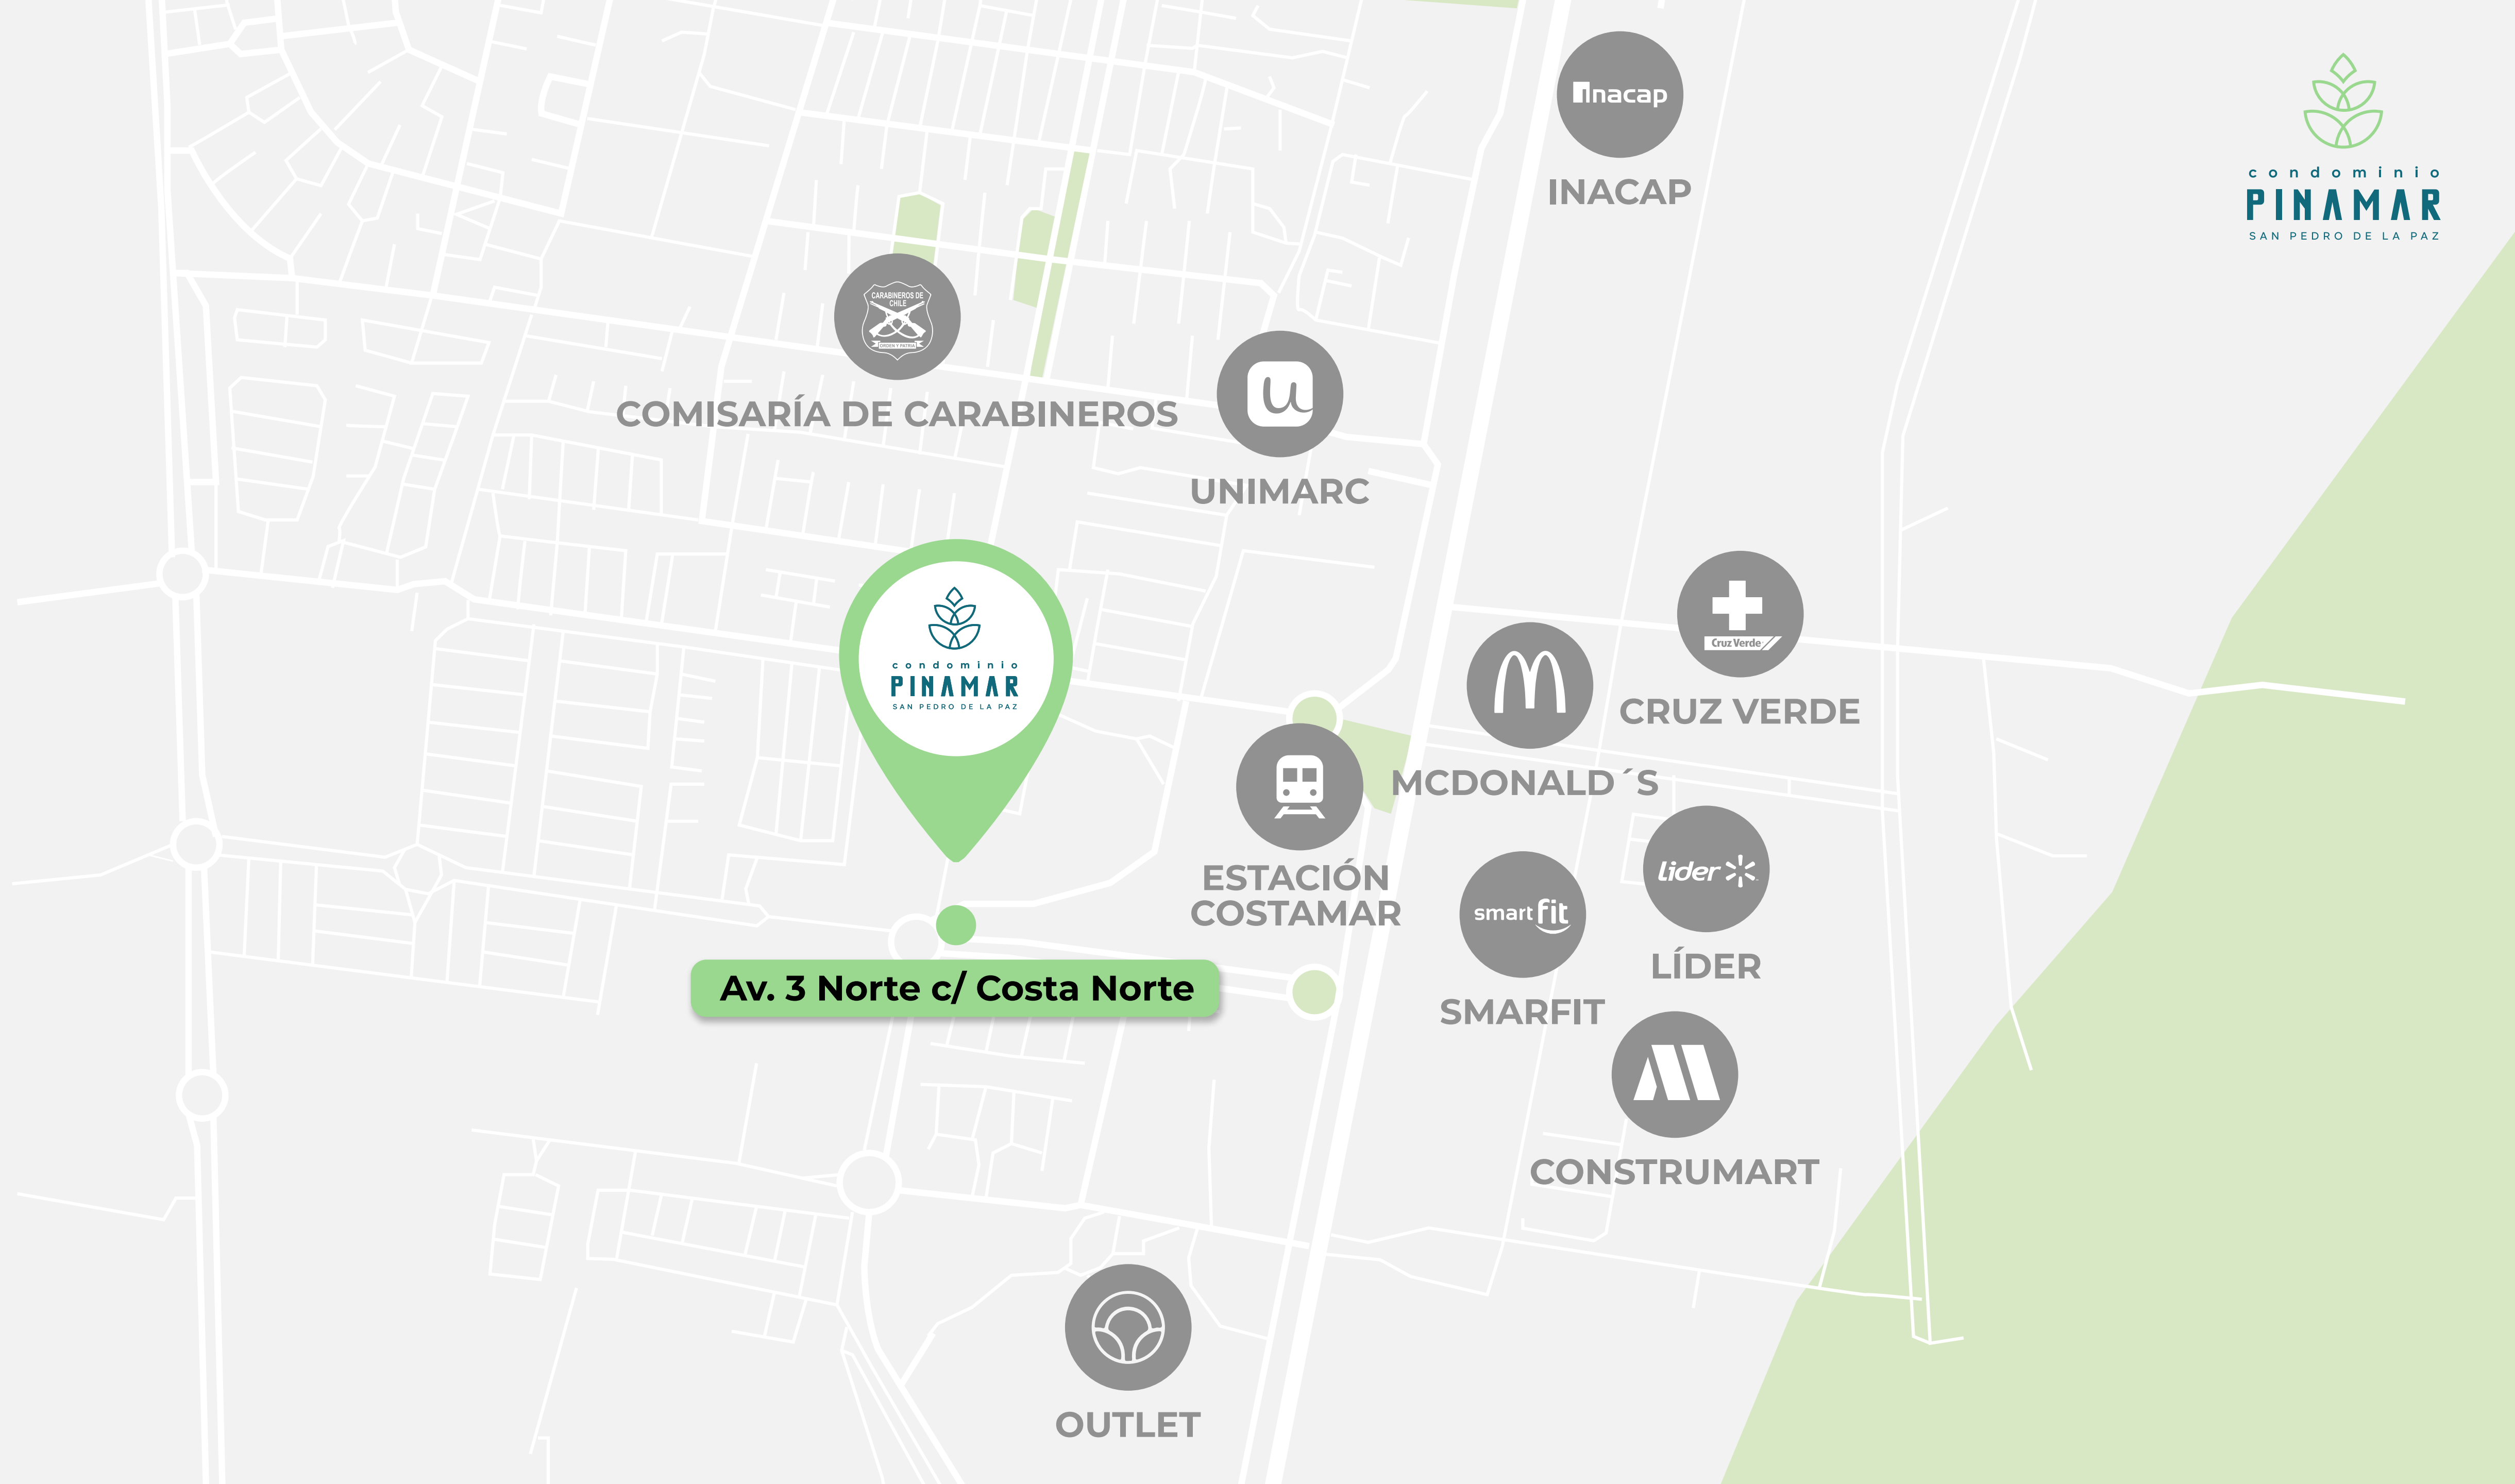 Inacap
INACAP
condominio
PINAMAR
SAN PEDRO DE LA PAZ
CARABINEROS DE
CHILE
ORDEN Y PATRIA
COMISARÍA DE CARABINEROS
u
UNIMARC
condominio
PINAMAR
SAN PEDRO DE LA PAZ
Cruz Verde
CRUZ VERDE
MCDONALD´S
ESTACIÓN
COSTAMAR
lider
LÍDER
smart fit
SMARFIT
Av. 3 Norte c/ Costa Norte
CONSTRUMART
OUTLET